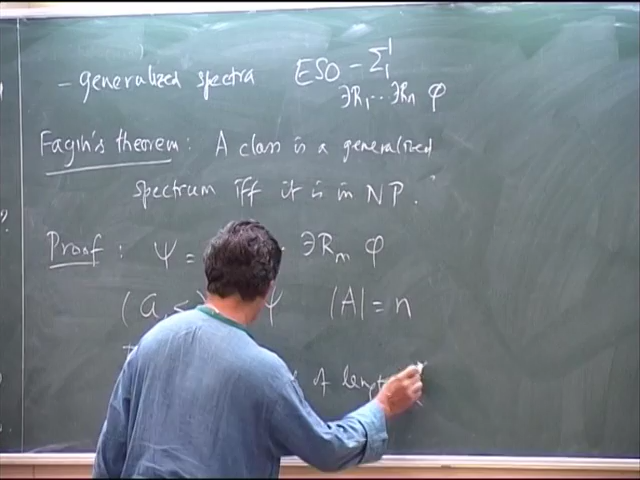 - generalized spectra ESO - Σ¹₁
∃R₁ ... ∃Rₙ φ
Fagin's theorem: A class is a generalized
spectrum iff it is in NP.
Proof: Ψ = · ∃Rₘ φ
(a, <) Ψ |A| = n
of length